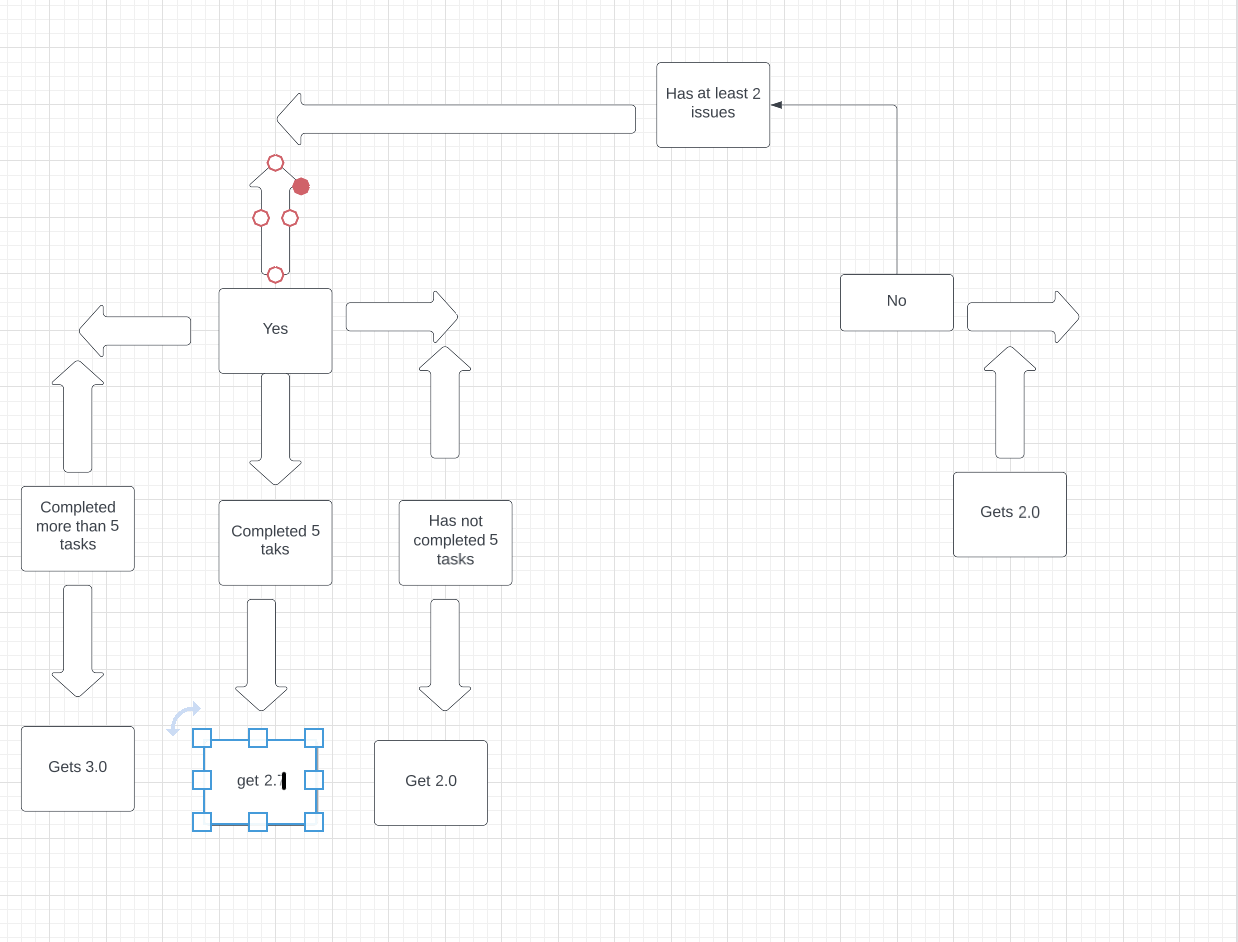 Has at least 2
issues
No
Yes
Completed
more than 5
tasks
Completed 5
taks
Has not
completed 5
tasks
Gets 2.0
Gets 3.0
get 2.7
Get 2.0